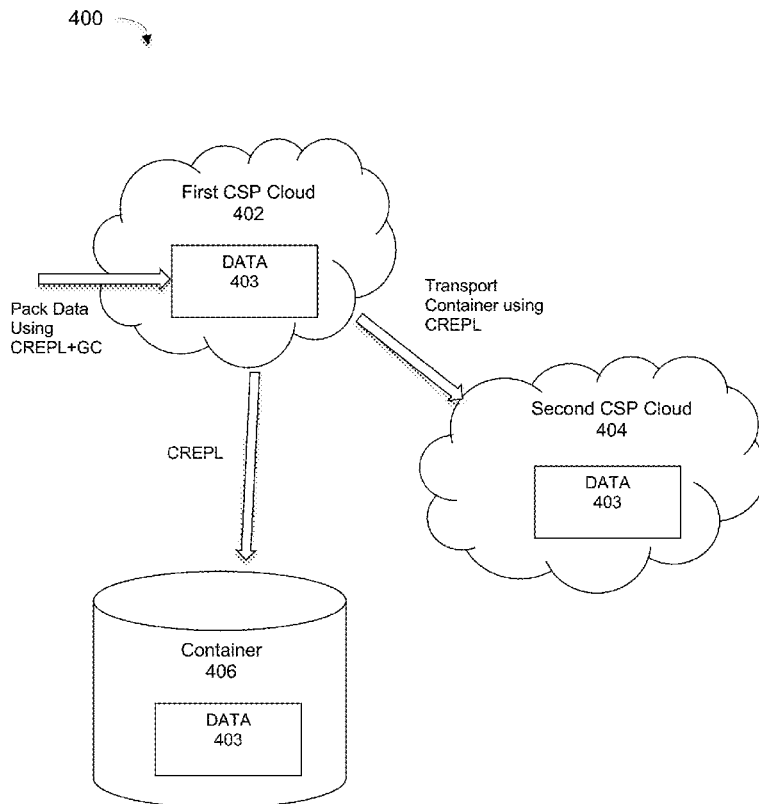 400
First CSP Cloud
402
DATA
403
Pack Data
Using
CREPL+GC
Transport
Container using
CREPL
Second CSP Cloud
404
DATA
403
CREPL
Container
406
DATA
403